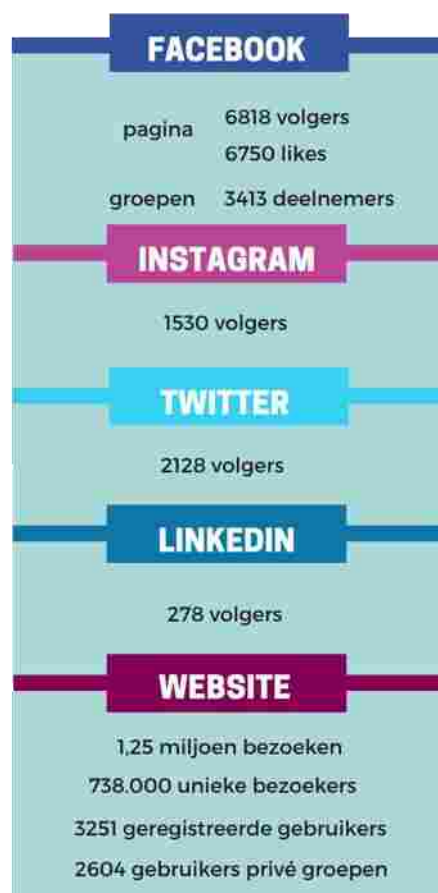 FACEBOOK
pagina 6818 volgers
6750 likes
groepen 3413 deelnemers
INSTAGRAM
1530 volgers
TWITTER
2128 volgers
LINKEDIN
278 volgers
WEBSITE
1,25 miljoen bezoeken
738.000 unieke bezoekers
3251 geregistreerde gebruikers
2604 gebruikers privé groepen